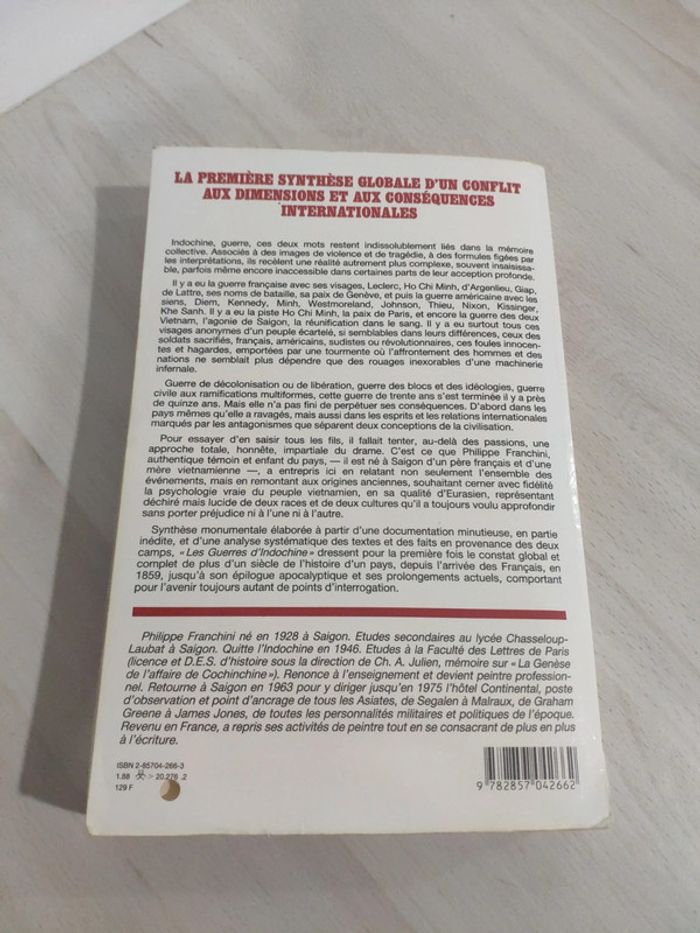 LA PREMIÈRE SYNTHÈSE GLOBALE D'UN CONFLIT
AUX DIMENSIONS ET AUX CONSÉQUENCES
INTERNATIONALES
Indochine, guerre, ces deux mots restent indissolublement liés dans la mémoire
collective. Associés à des images de violence et de tragédie, à des formules figées par
les interprétations, ils recèlent une réalité autrement plus complexe, souvent insaisissa-
ble, parfois même encore inaccessible dans certaines parts de leur acception profonde.
Il y a eu la guerre française avec ses visages, Leclerc, Ho Chi Minh, d'Argenlieu, Giap,
de Lattre, ses noms de bataille, sa paix de Genève, et puis la guerre américaine avec les
siens, Diem, Kennedy, Minh, Westmoreland, Johnson, Thieu, Nixon, Kissinger,
Khe Sanh. Il y a eu la piste Ho Chi Minh, la paix de Paris, et encore la guerre des deux
Vietnam, l'agonie de Saigon, la réunification dans le sang. Il y a eu surtout tous ces
visages anonymes d'un peuple écartelé, si semblables dans leurs différences, ceux des
soldats sacrifiés, français, américains, sudistes ou révolutionnaires, ces foules innocen-
tes et hagardes, emportées par une tourmente où l'affrontement des hommes et des
nations ne semblait plus dépendre que des rouages inexorables d'une machinerie
infernale.
Guerre de décolonisation ou de libération, guerre des blocs et des idéologies, guerre
civile aux ramifications multiformes, cette guerre de trente ans s'est terminée il y a près
de quinze ans. Mais elle n'a pas fini de perpétuer ses conséquences. D'abord dans les
pays mêmes qu'elle a ravagés, mais aussi dans les esprits et les relations internationales
marqués par les antagonismes que séparent deux conceptions de la civilisation.
Pour essayer d'en saisir tous les fils, il fallait tenter, au-delà des passions, une
approche totale, honnête, impartiale du drame. C'est ce que Philippe Franchini,
authentique témoin et enfant du pays, — il est né à Saigon d'un père français et d'une
mère vietnamienne —, a entrepris ici en relatant non seulement l'ensemble des
événements, mais en remontant aux origines anciennes, souhaitant cerner avec fidélité
la psychologie vraie du peuple vietnamien, en sa qualité d'Eurasien, représentant
déchiré mais lucide de deux races et de deux cultures qu'il a toujours voulu approfondir
sans porter préjudice ni à l'une ni à l'autre.
Synthèse monumentale élaborée à partir d'une documentation minutieuse, en partie
inédite, et d'une analyse systématique des textes et des faits en provenance des deux
camps, « Les Guerres d'Indochine » dressent pour la première fois le constat global et
complet de plus d'un siècle de l'histoire d'un pays, depuis l'arrivée des Français, en
1859, jusqu'à son épilogue apocalyptique et ses prolongements actuels, comportant
pour l'avenir toujours autant de points d'interrogation.
Philippe Franchini né en 1928 à Saigon. Etudes secondaires au lycée Chasseloup-
Laubat à Saigon. Quitte l'Indochine en 1946. Etudes à la Faculté des Lettres de Paris
(licence et D.E.S. d'histoire sous la direction de Ch. A. Julien, mémoire sur « La Genèse
de l'affaire de Cochinchine »). Renonce à l'enseignement et devient peintre profession-
nel. Retourne à Saigon en 1963 pour y diriger jusqu'en 1975 l'hôtel Continental, poste
d'observation et point d'ancrage de tous les Asiates, de Segalen à Malraux, de Graham
Greene à James Jones, de toutes les personnalités militaires et politiques de l'époque.
Revenu en France, a repris ses activités de peintre tout en se consacrant de plus en plus
à l'écriture.
ISBN 2-85704-266-3
1.88 > 20.276 .2
129 F
9 782857 042662